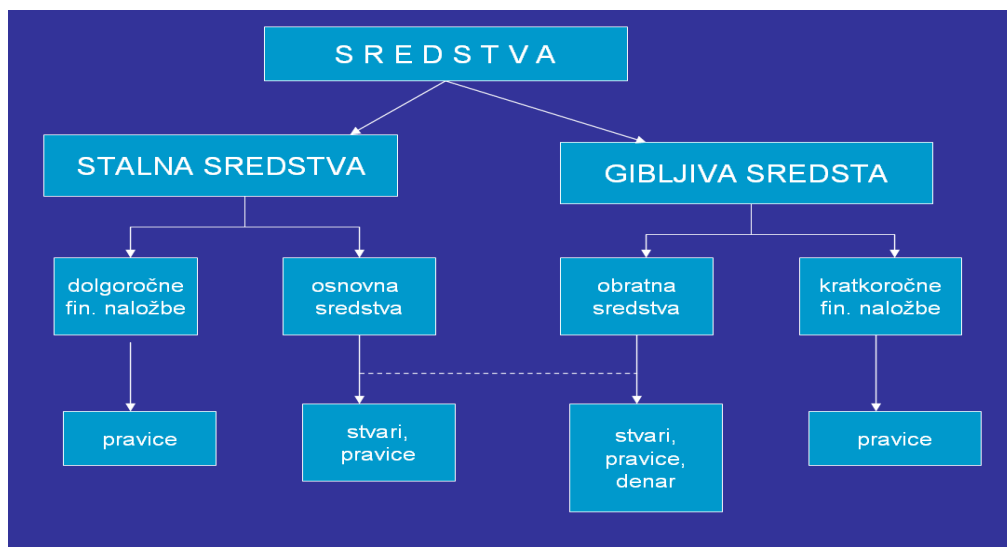 S R E D S T V A
STALNA SREDSTVA
GIBLJIVA SREDSTA
dolgoročne
fin. naložbe
osnovna
sredstva
obratna
sredstva
kratkoročne
fin. naložbe
pravice
stvari,
pravice
stvari,
pravice,
denar
pravice